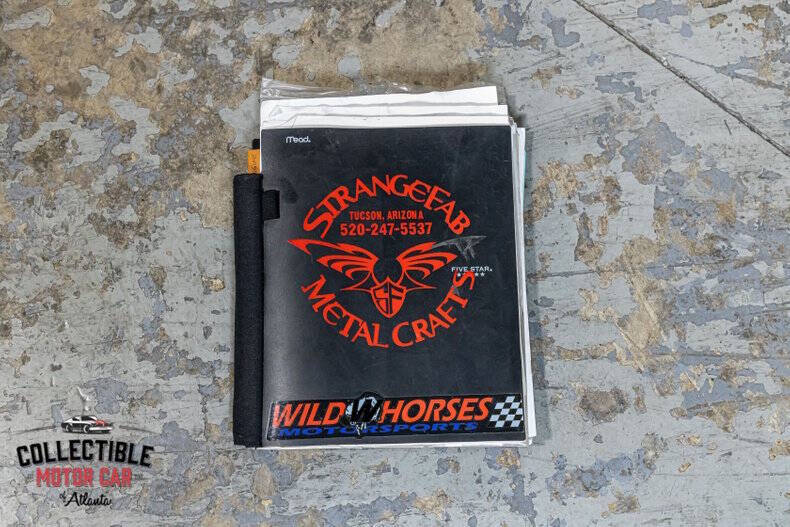 Mead.
STRANGEFAB
TUCSON, ARIZONA
520-247-5537
FIVE STAR
SF
METAL CRAFTS
WILD W HORSES
MOTORSPORTS
COLLECTIBLE
MOTOR CAR
of Atlanta